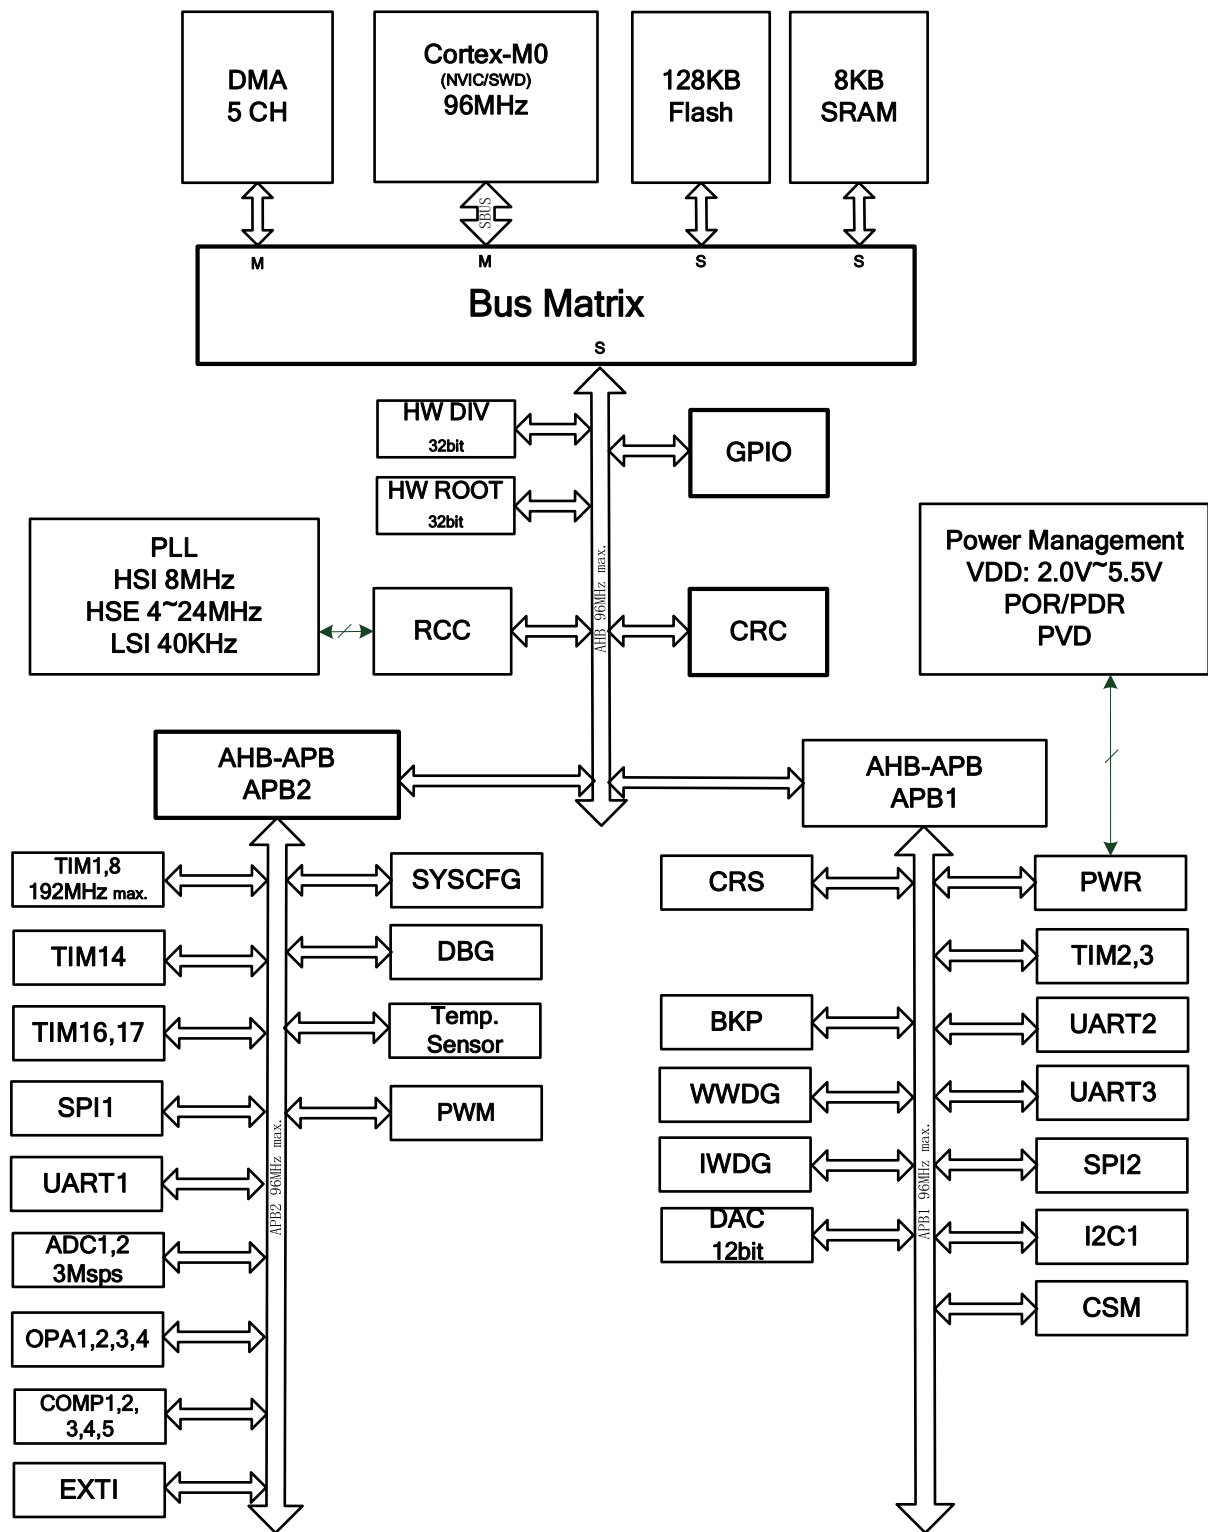 DMA
5 CH
Cortex-M0
(NVIC/SWD)
96MHz
128KB
Flash
8KB
SRAM
SBUS
M
M
S
S
Bus Matrix
S
HW DIV
32bit
GPIO
HW ROOT
32bit
PLL
HSI 8MHz
HSE 4~24MHz
LSI 40KHz
RCC
AHB 96MHz max.
CRC
Power Management
VDD: 2.0V~5.5V
POR/PDR
PVD
AHB-APB
APB2
AHB-APB
APB1
TIM1,8
192MHz max.
SYSCFG
TIM14
DBG
TIM16,17
Temp.
Sensor
SPI1
PWM
UART1
APB2 96MHz max.
ADC1,2
3Msps
OPA1,2,3,4
COMP1,2,
3,4,5
EXTI
CRS
PWR
TIM2,3
BKP
UART2
WWDG
UART3
IWDG
APB1 96MHz max.
SPI2
DAC
12bit
I2C1
CSM